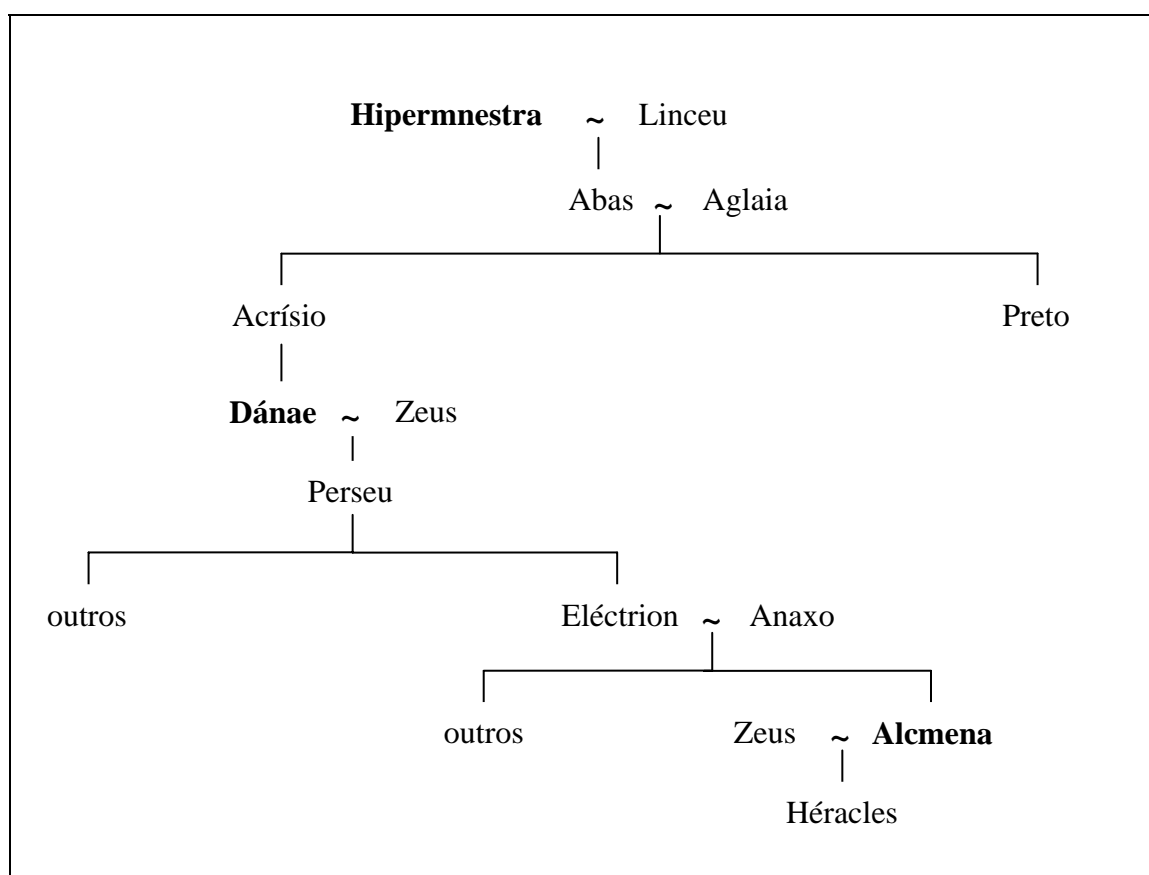 Hipermnestra ~ Linceu
Abas ~ Aglaia
Acrísio Preto
Dánae ~ Zeus
Perseu
outros Eléctrion ~ Anaxo
outros Zeus ~ Alcmena
Héracles